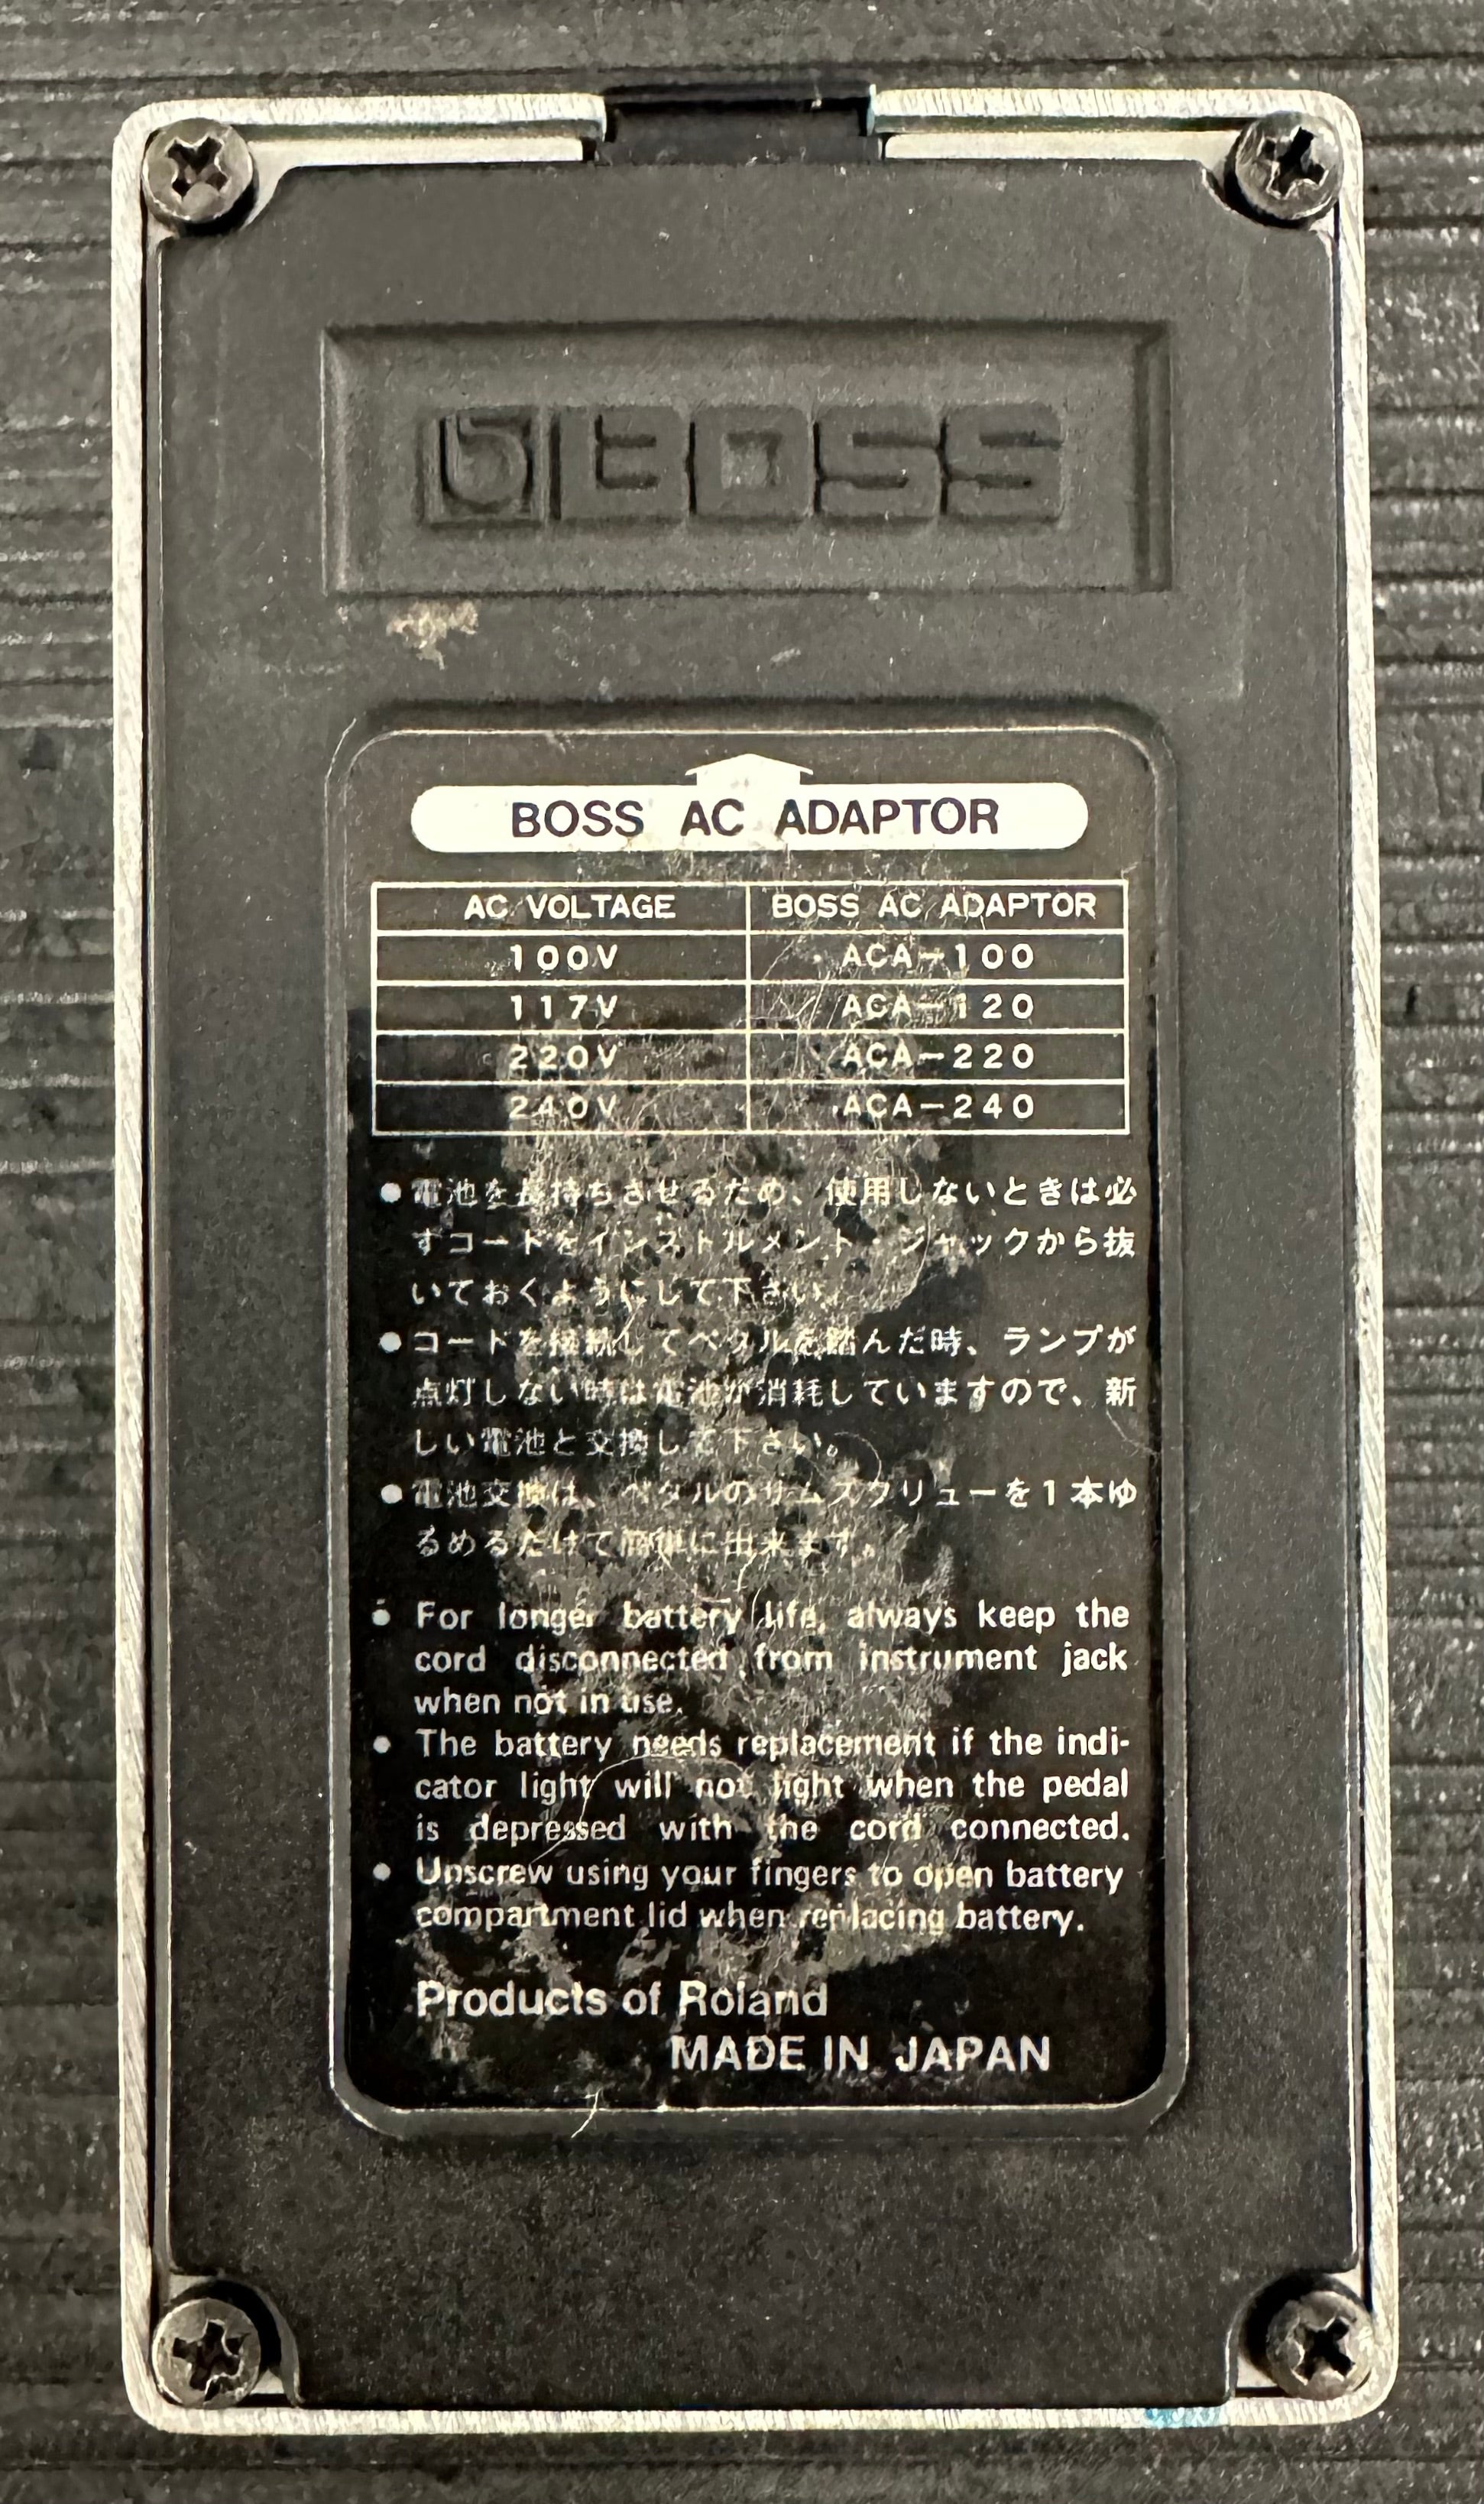 BOSS
BOSS AC ADAPTOR
AC VOLTAGE BOSS AC ADAPTOR
100V ACA-100
117V ACA-120
220V ACA-220
240V ACA-240
●電池を長持ちさせるため、使用しないときは必
ずコードをインストルメント・ジャックから抜
いておくようにして下さい。
●コードを接続してペダルを踏んだ時、ランプが
点灯しない時は電池が消耗していますので、新
しい電池と交換して下さい。
●電池交換は、ペダルのサムスクリューを1本ゆ
るめるだけで簡単に出来ます。
● For longer battery life, always keep the
cord disconnected from instrument jack
when not in use.
● The battery needs replacement if the indi-
cator light will not light when the pedal
is depressed with the cord connected.
● Unscrew using your fingers to open battery
compartment lid when replacing battery.
Products of Roland
MADE IN JAPAN